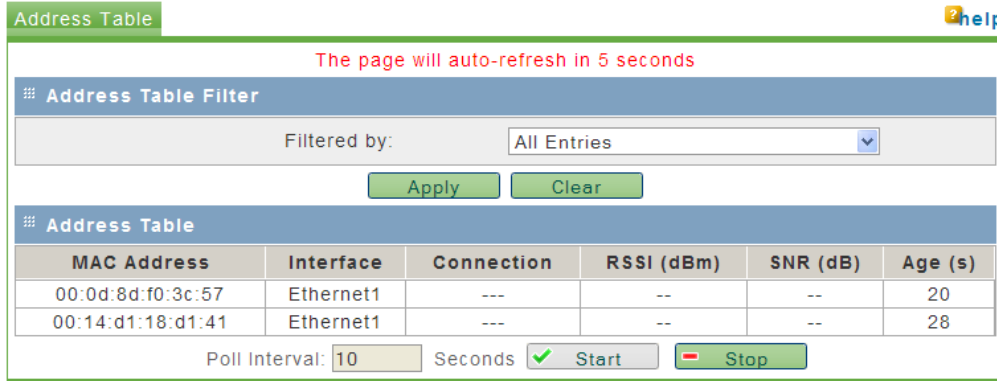 Address Table
help
The page will auto-refresh in 5 seconds
Address Table Filter
Filtered by: All Entries
Apply Clear
Address Table
MAC Address Interface Connection RSSI (dBm) SNR (dB) Age (s)
00:0d:8d:f0:3c:57 Ethernet1 --- -- -- 20
00:14:d1:18:d1:41 Ethernet1 --- -- -- 28
Poll Interval: 10 Seconds Start Stop